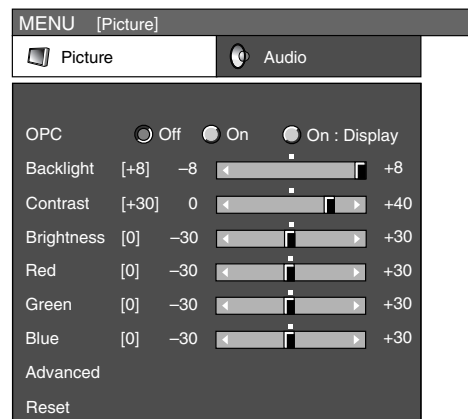 MENU [Picture]
Picture Audio
OPC Off On On : Display
Backlight [+8] –8 +8
Contrast [+30] 0 +40
Brightness [0] –30 +30
Red [0] –30 +30
Green [0] –30 +30
Blue [0] –30 +30
Advanced
Reset